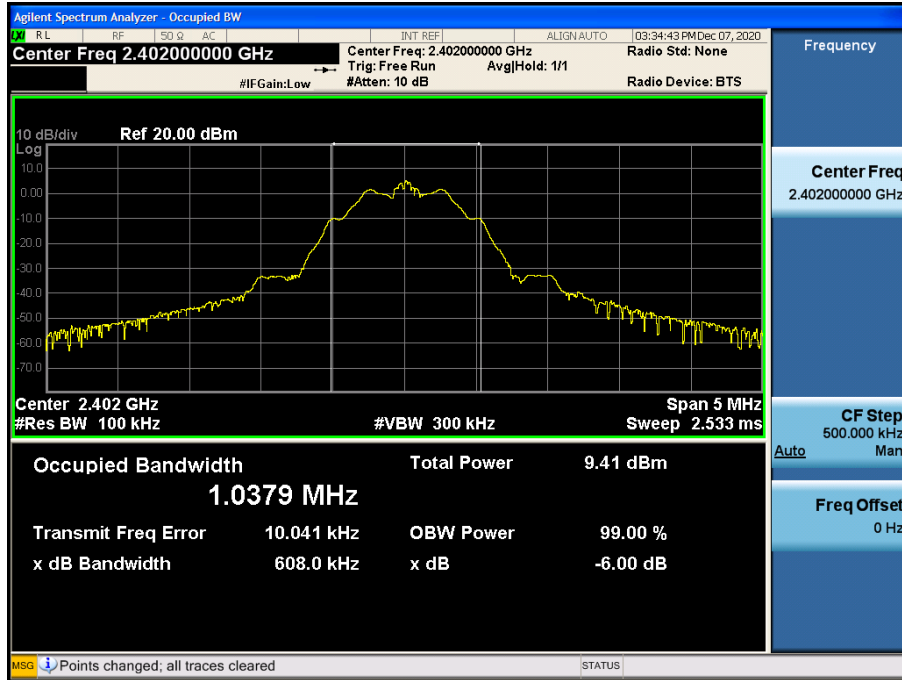 Agilent Spectrum Analyzer - Occupied BW
LXI RL RF 50 Ω AC INT REF ALIGNAUTO 03:34:43 PM Dec 07, 2020
Center Freq 2.402000000 GHz
Center Freq: 2.402000000 GHz Radio Std: None
Trig: Free Run Avg|Hold: 1/1
#IFGain:Low #Atten: 10 dB Radio Device: BTS
10 dB/div Ref 20.00 dBm
Log
10.0
0.00
-10.0
-20.0
-30.0
-40.0
-50.0
-60.0
-70.0
Center 2.402 GHz Span 5 MHz
#Res BW 100 kHz #VBW 300 kHz Sweep 2.533 ms
Occupied Bandwidth Total Power 9.41 dBm
1.0379 MHz
Transmit Freq Error 10.041 kHz OBW Power 99.00 %
x dB Bandwidth 608.0 kHz x dB -6.00 dB
Frequency
Center Freq
2.402000000 GHz
CF Step
500.000 kHz
Auto Man
Freq Offset
0 Hz
MSG Points changed; all traces cleared STATUS